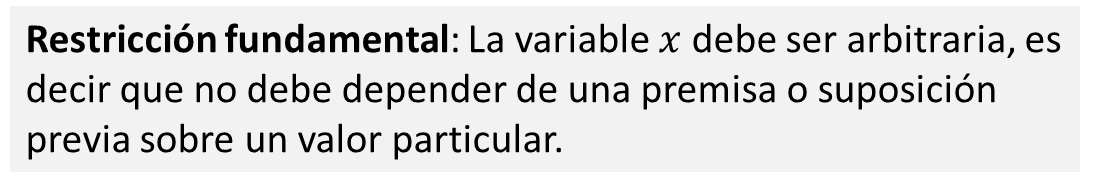 Restricción fundamental: La variable 𝑥 debe ser arbitraria, es
decir que no debe depender de una premisa o suposición
previa sobre un valor particular.